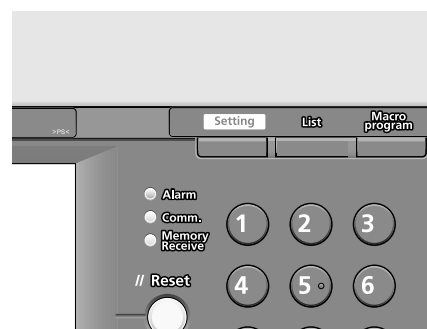 >PS<
Setting
List
Macro
program
Alarm
Comm.
Memory
Receive
// Reset
1 2 3
4 5 6